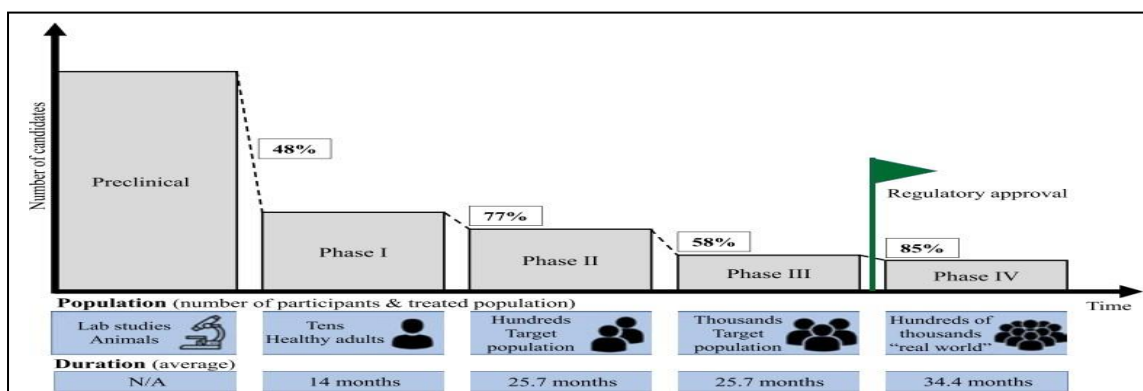 Number of candidates
Preclinical
48%
Phase I
77%
Phase II
58%
Phase III
Regulatory approval
85%
Phase IV
Time
Population (number of participants & treated population)
Lab studies
Animals
Tens
Healthy adults
Hundreds
Target
population
Thousands
Target
population
Hundreds of
thousands
“real world”
Duration (average)
N/A
14 months
25.7 months
25.7 months
34.4 months